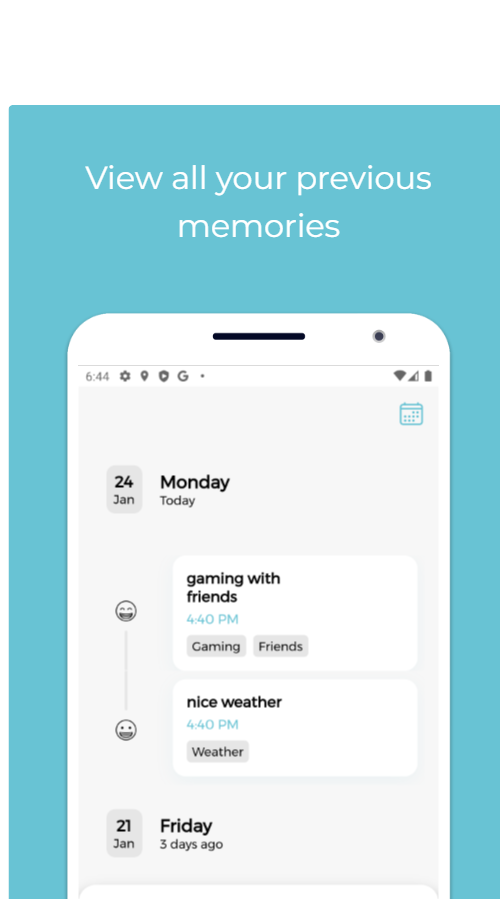 View all your previous
memories
6:44
G
24
Jan
Monday
Today
gaming with
friends
4:40 PM
Gaming Friends
nice weather
4:40 PM
Weather
21
Jan
Friday
3 days ago